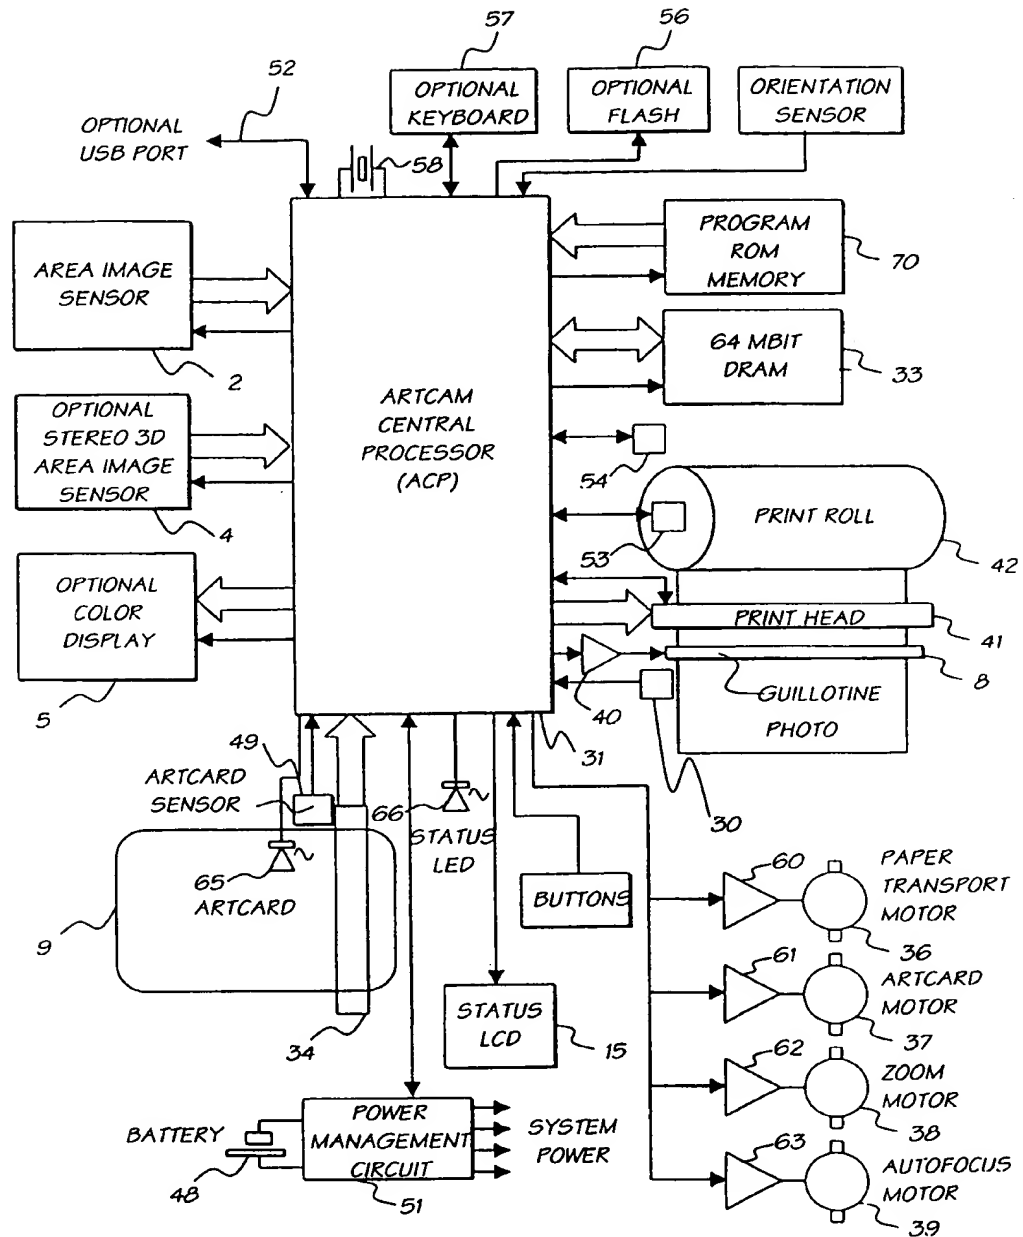 57
56
52
OPTIONAL
USB PORT
OPTIONAL
KEYBOARD
OPTIONAL
FLASH
ORIENTATION
SENSOR
58
AREA IMAGE
SENSOR
2
PROGRAM
ROM
MEMORY
70
64 MBIT
DRAM
33
OPTIONAL
STEREO 3D
AREA IMAGE
SENSOR
4
ARTCAM
CENTRAL
PROCESSOR
(ACP)
54
PRINT ROLL
53
42
OPTIONAL
COLOR
DISPLAY
5
PRINT HEAD
41
8
GUILLOTINE
40
PHOTO
31
30
49
ARTCARD
SENSOR
66
STATUS
LED
65
ARTCARD
9
34
BUTTONS
STATUS
LCD
15
60
PAPER
TRANSPORT
MOTOR
36
61
ARTCARD
MOTOR
37
62
ZOOM
MOTOR
38
63
AUTOFOCUS
MOTOR
39
BATTERY
48
POWER
MANAGEMENT
CIRCUIT
51
SYSTEM
POWER